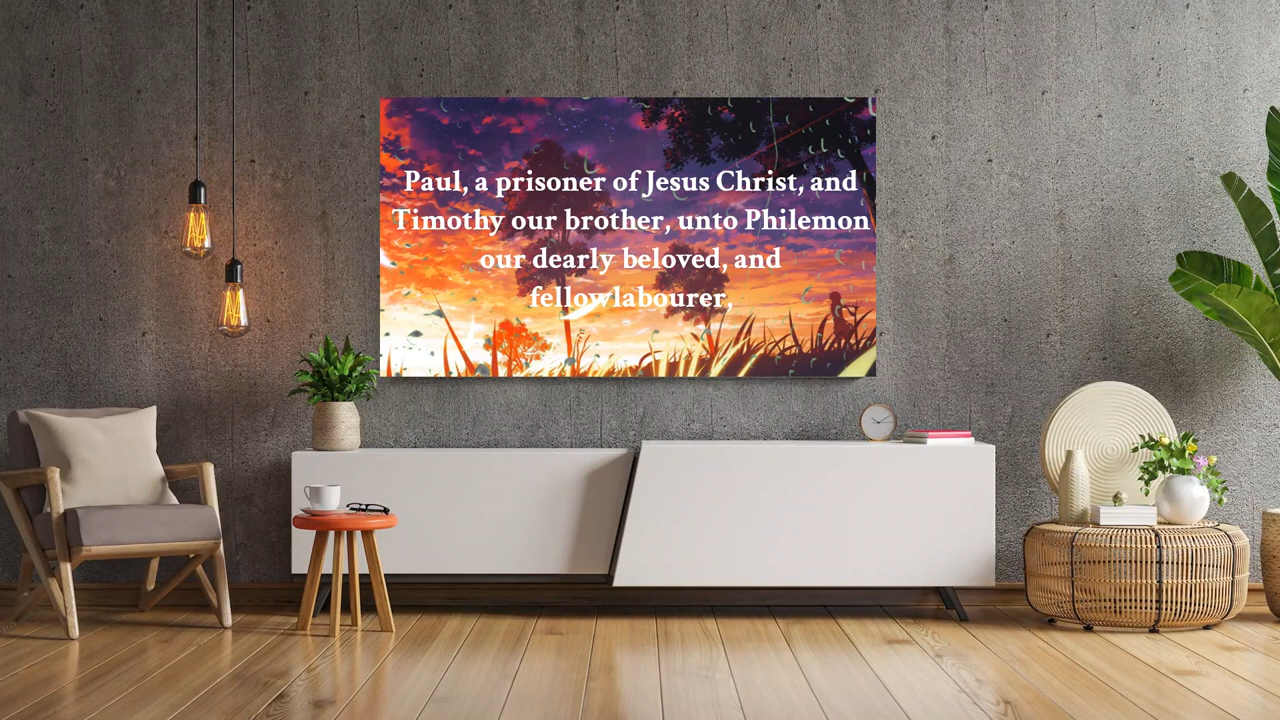 Paul, a prisoner of Jesus Christ, and
Timothy our brother, unto Philemon
our dearly beloved, and
fellowlabourer,